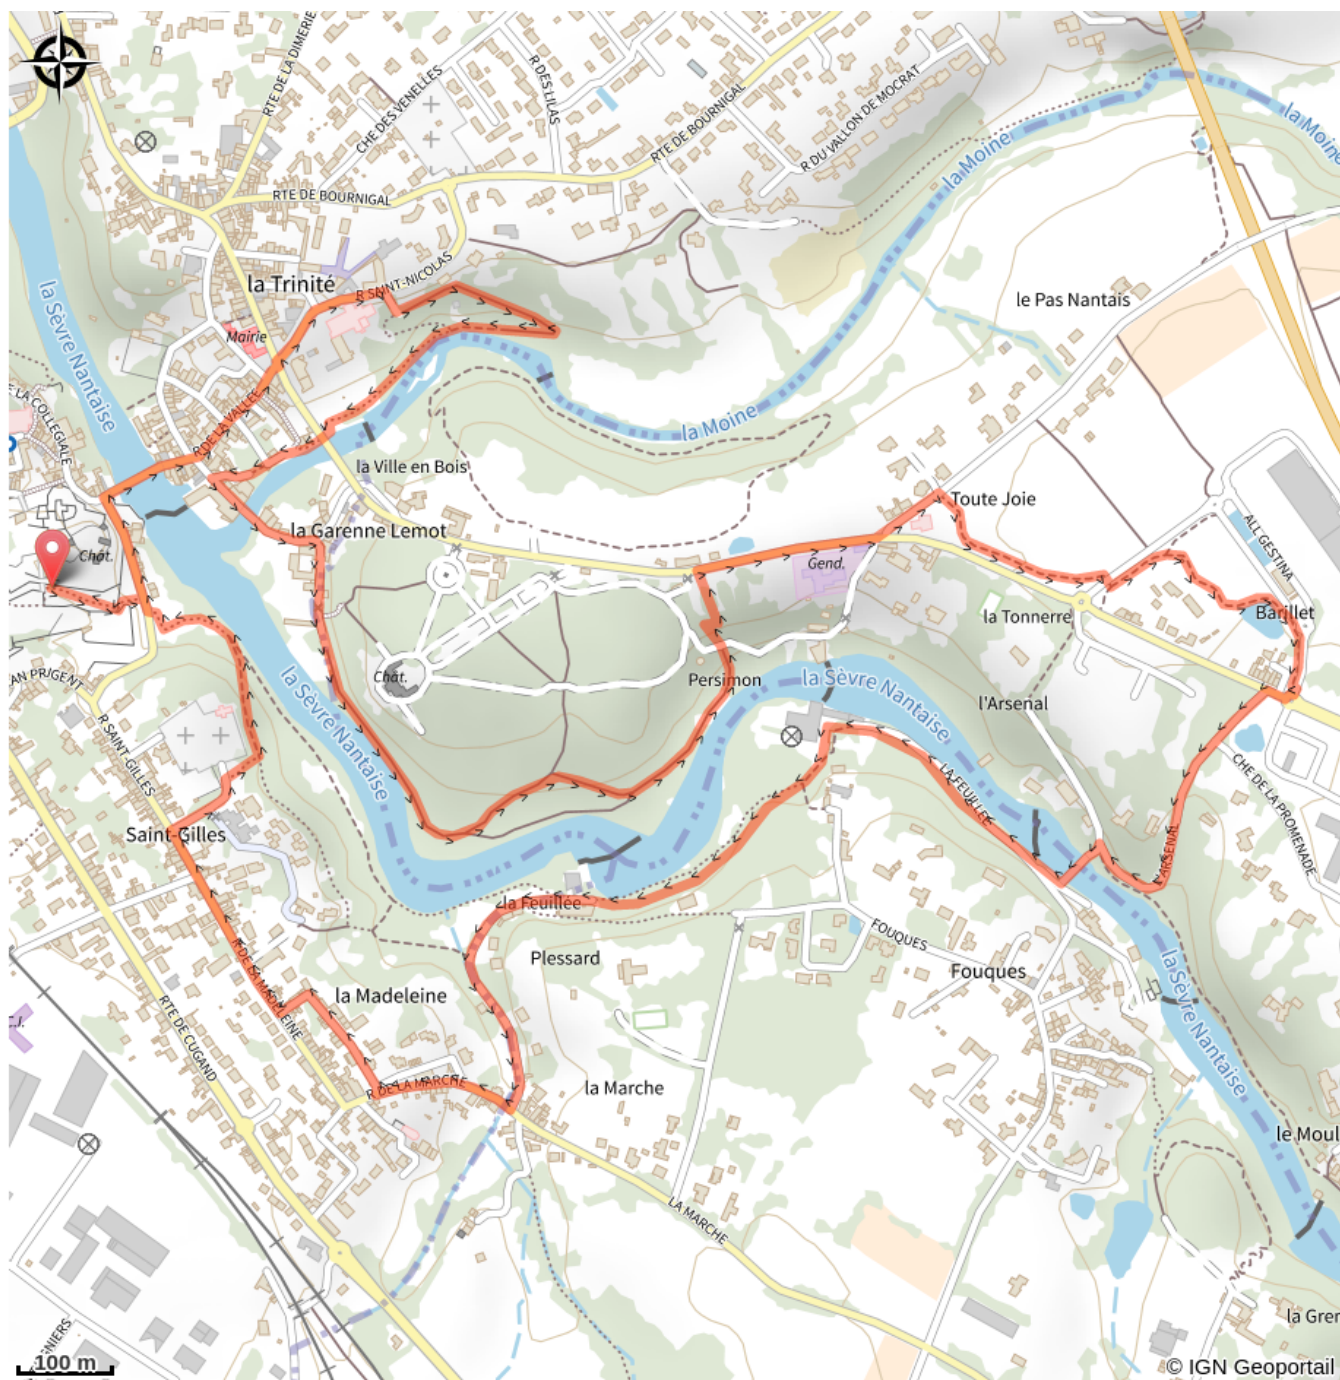 RTE DE LA DIMERIE
CHE DES VENELLES
R DES LILAS
RTE DE BOURNIGAL
R DU VALLON DE MOCRAT
la Moine
la Moine
RTE DE BOURNIGAL
la Trinité
R SAINT-NICOLAS
le Pas Nantais
la Sèvre Nantaise
Mairie
R DE LA VALLÉE
E LA COLLEGIALE
la Moine
la Ville en Bois
Toute Joie
la Garenne Lemot
ALL GESTINA
Chât.
Gend.
la Tonnerre
Barillet
EAN PRIGENT
Chât.
Persimon
la Sèvre Nantaise
la Sèvre Nantaise
l'Arsenal
R SAINT-GILLES
LA FEUILLEE
CHE DE LA PROMENADE
Saint-Gilles
L'ARSENAL
la Feuillée
FOUQUES
R DE LA MADELEINE
Plessard
Fouques
la Madeleine
la Sèvre Nantaise
RTE DE CUGAND
R DE LA MARCHE
la Marche
le Moul
LA MARCHE
la Gren
GNIERS
100 m
© IGN Geoportail